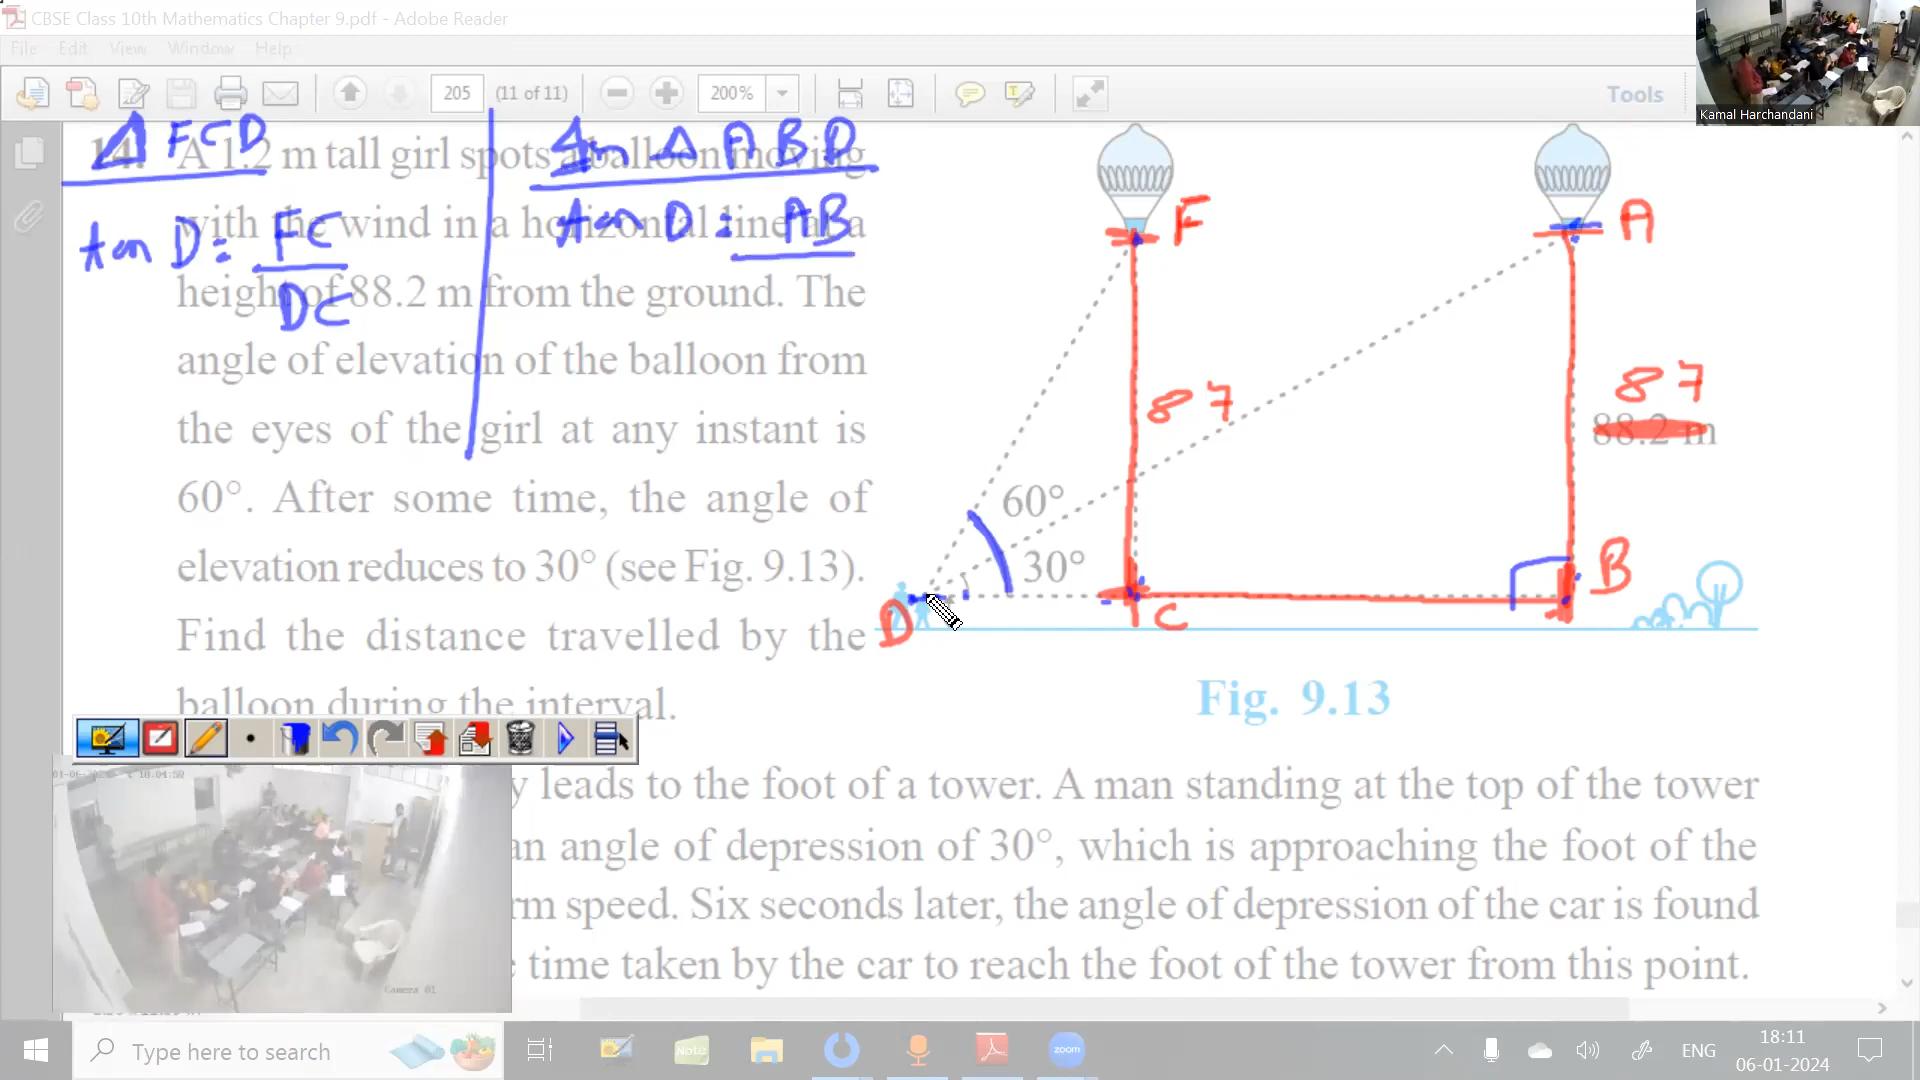 CBSE Class 10th Mathematics Chapter 9.pdf - Adobe Reader
File Edit View Window Help
205 (11 of 11) 200% Tools
Kamal Harchandani
Δ FCD
In Δ ABD
tan D = FC
DC
tan D = AB
14. A 1.2 m tall girl spots a balloon moving
with the wind in a horizontal line at a
height of 88.2 m from the ground. The
angle of elevation of the balloon from
the eyes of the girl at any instant is
60°. After some time, the angle of
elevation reduces to 30° (see Fig. 9.13).
Find the distance travelled by the
balloon during the interval.
F
A
87
87
88.2 m
60°
30°
D
C
B
Fig. 9.13
y leads to the foot of a tower. A man standing at the top of the tower
an angle of depression of 30°, which is approaching the foot of the
rm speed. Six seconds later, the angle of depression of the car is found
time taken by the car to reach the foot of the tower from this point.
Camera 01
Type here to search
Note
zoom
ENG
18:11
06-01-2024